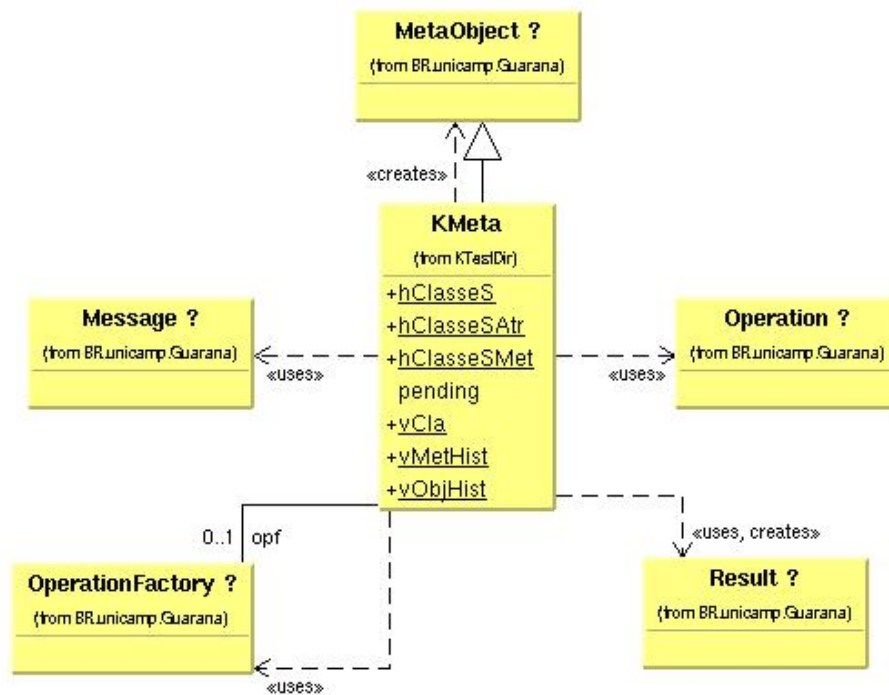 MetaObject ?
(from BR.unicamp.Guarana)
«creates»
KMeta
(from KTestDir)
+hClasseS
+hClasseSAtr
+hClasseSMet
pending
+vCla
+vMetHist
+vObjHist
Message ?
(from BR.unicamp.Guarana)
«uses»
Operation ?
(from BR.unicamp.Guarana)
«uses»
0..1 opf
OperationFactory ?
(from BR.unicamp.Guarana)
«uses»
«uses, creates»
Result ?
(from BR.unicamp.Guarana)